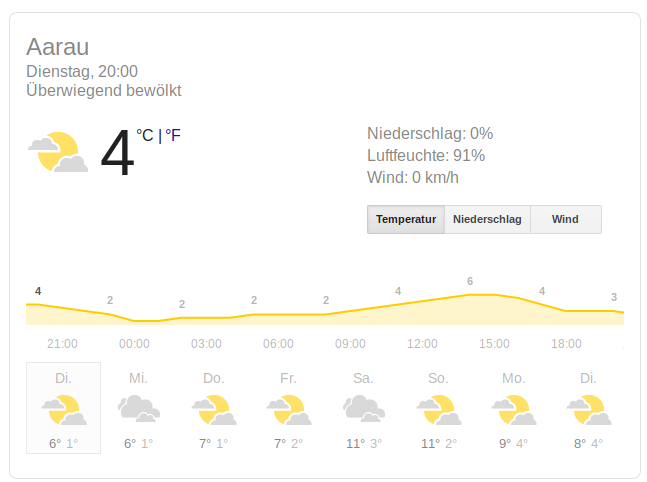 Aarau
Dienstag, 20:00
Überwiegend bewölkt
4 °C | °F
Niederschlag: 0%
Luftfeuchte: 91%
Wind: 0 km/h
Temperatur Niederschlag Wind
4 2 2 2 2 4 6 4 3
21:00 00:00 03:00 06:00 09:00 12:00 15:00 18:00
Di. Mi. Do. Fr. Sa. So. Mo. Di.
6° 1° 6° 1° 7° 1° 7° 2° 11° 3° 11° 2° 9° 4° 8° 4°